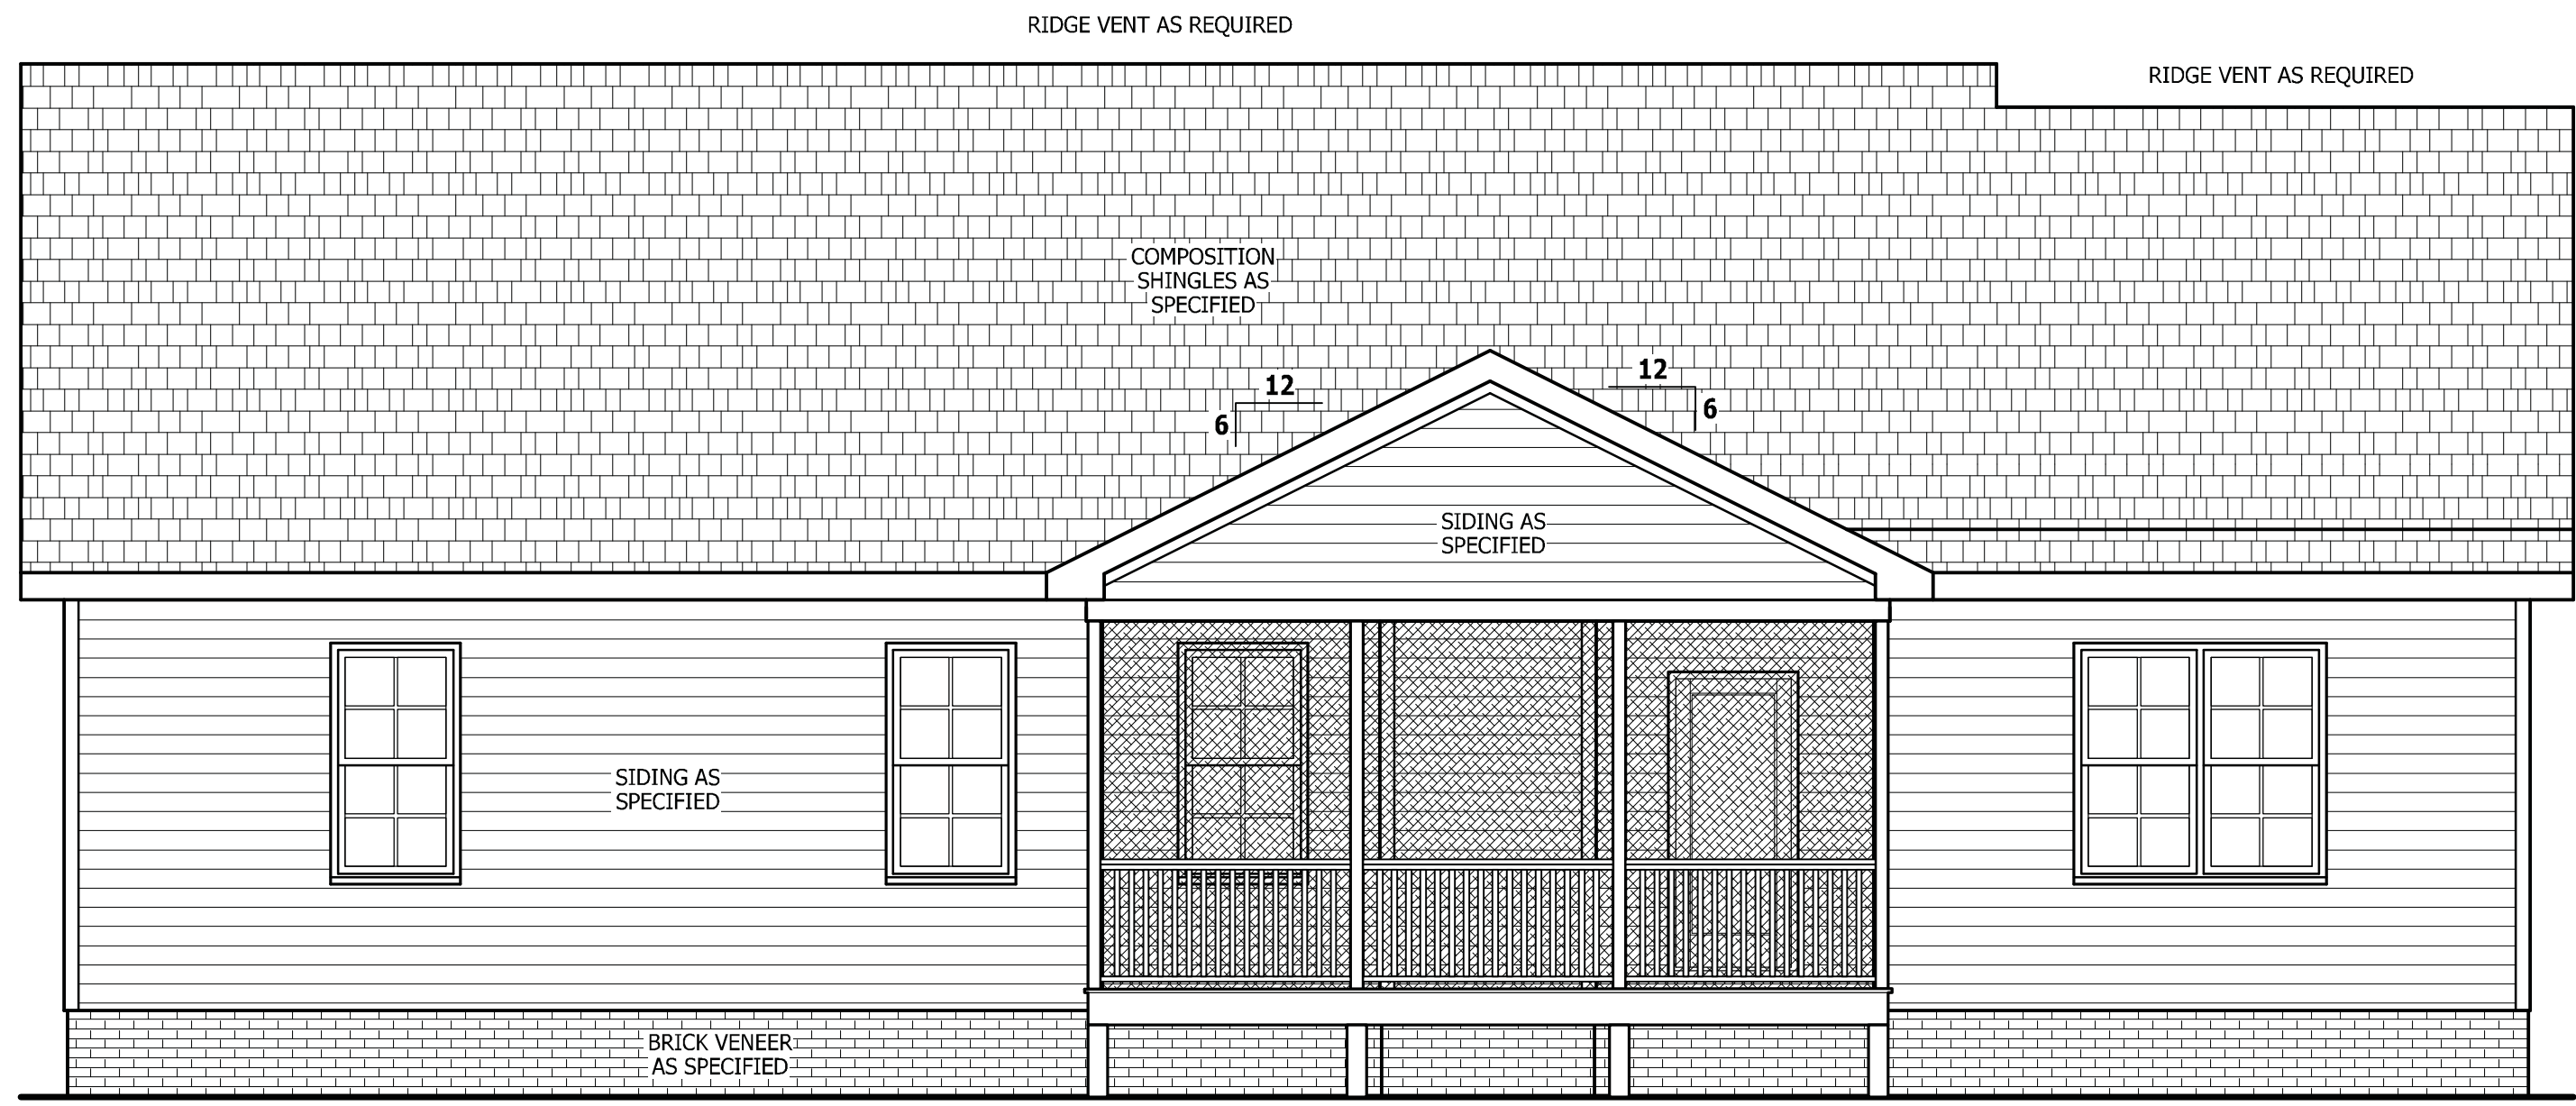 RIDGE VENT AS REQUIRED
RIDGE VENT AS REQUIRED
COMPOSITION
SHINGLES AS
SPECIFIED
12
6
12
6
SIDING AS
SPECIFIED
SIDING AS
SPECIFIED
BRICK VENEER
AS SPECIFIED